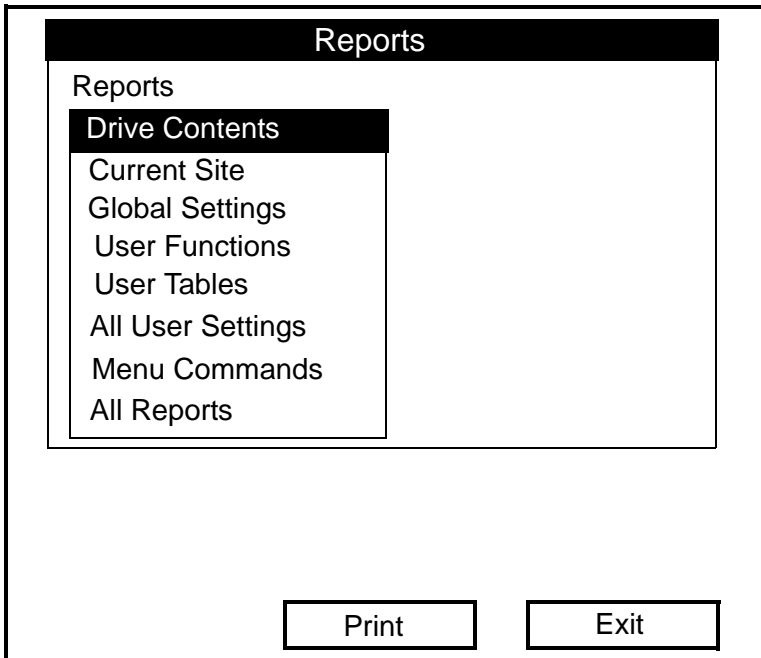 Reports
Reports
Drive Contents
Current Site
Global Settings
User Functions
User Tables
All User Settings
Menu Commands
All Reports
Print Exit